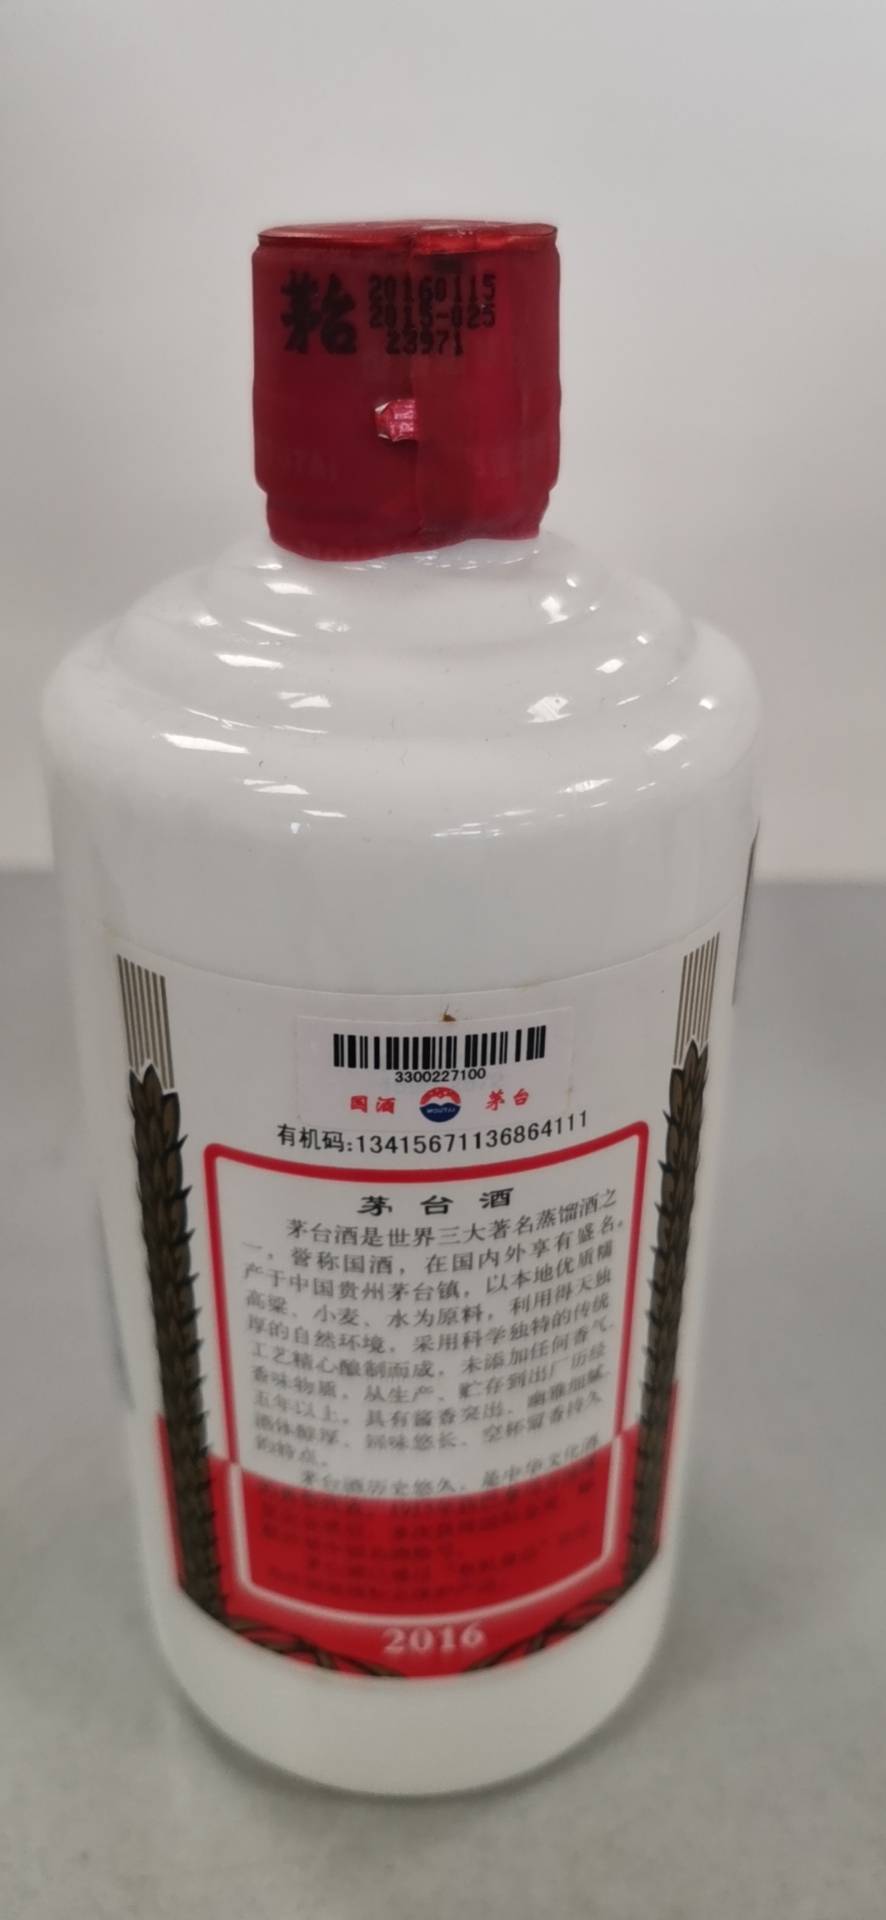 茅台
20160115
2015-025
23971
3300227100
国酒 MOUTAI 茅台
有机码:13415671136864111
茅台酒
茅台酒是世界三大著名蒸馏酒之
一，誉称国酒，在国内外享有盛名。
产于中国贵州茅台镇，以本地优质糯
高粱、小麦、水为原料，利用得天独
厚的自然环境，采用科学独特的传统
工艺精心酿制而成，未添加任何香气、
香味物质，从生产、贮存到出厂历经
五年以上。具有酱香突出、幽雅细腻、
酒体醇厚、回味悠长、空杯留香持久
的特点。
茅台酒历史悠久，是中华文化酒
2016